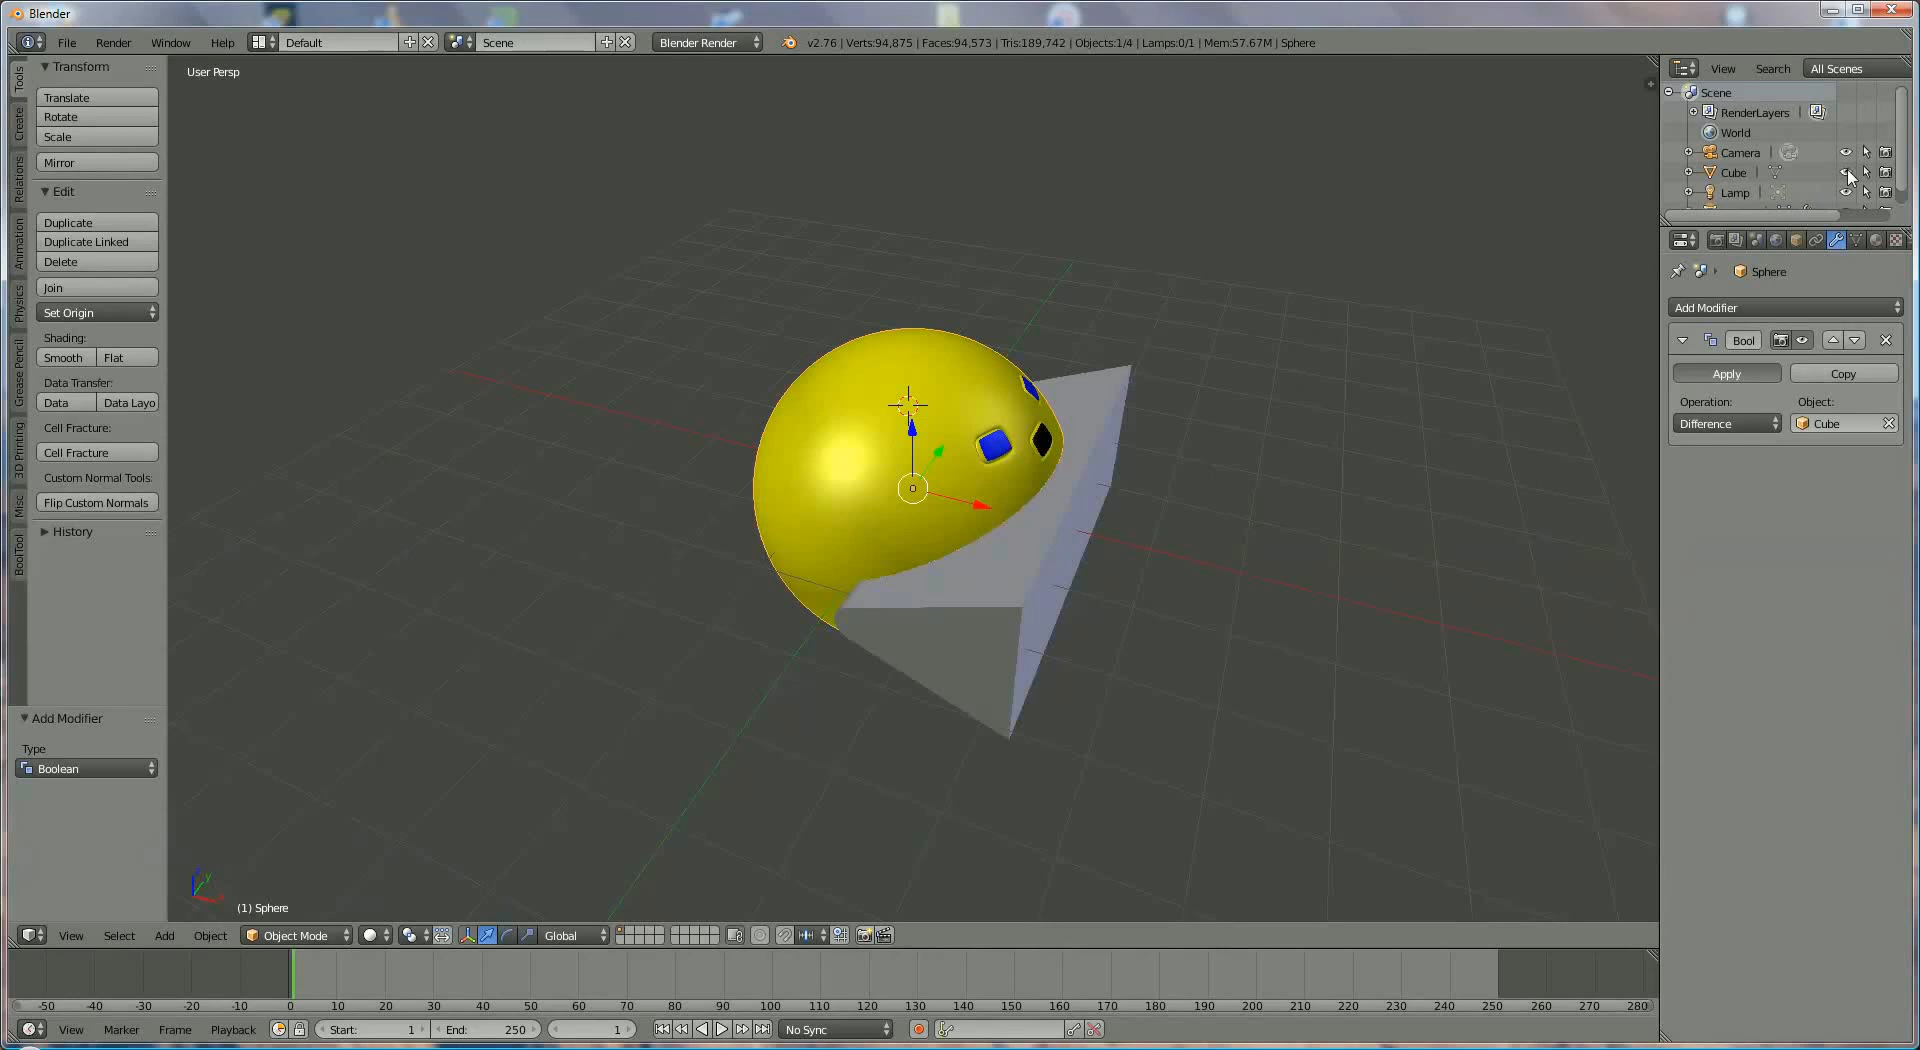 Blender
File Render Window Help Default Scene Blender Render v2.76 | Verts:94,875 | Faces:94,573 | Tris:189,742 | Objects:1/4 | Lamps:0/1 | Mem:57.67M | Sphere
Tools
Create
Relations
Animation
Physics
Grease Pencil
3D Printing
Misc
BoolTool
Transform
Translate
Rotate
Scale
Mirror
Edit
Duplicate
Duplicate Linked
Delete
Join
Set Origin
Shading:
Smooth Flat
Data Transfer:
Data Data Layo
Cell Fracture:
Cell Fracture
Custom Normal Tools:
Flip Custom Normals
History
Add Modifier
Type
Boolean
User Persp
(1) Sphere
View Search All Scenes
Scene
RenderLayers
World
Camera
Cube
Lamp
Sphere
Add Modifier
Bool
Apply Copy
Operation: Object:
Difference Cube
View Select Add Object Object Mode Global
-50 -40 -30 -20 -10 0 10 20 30 40 50 60 70 80 90 100 110 120 130 140 150 160 170 180 190 200 210 220 230 240 250 260 270 280
View Marker Frame Playback Start: 1 End: 250 1 No Sync